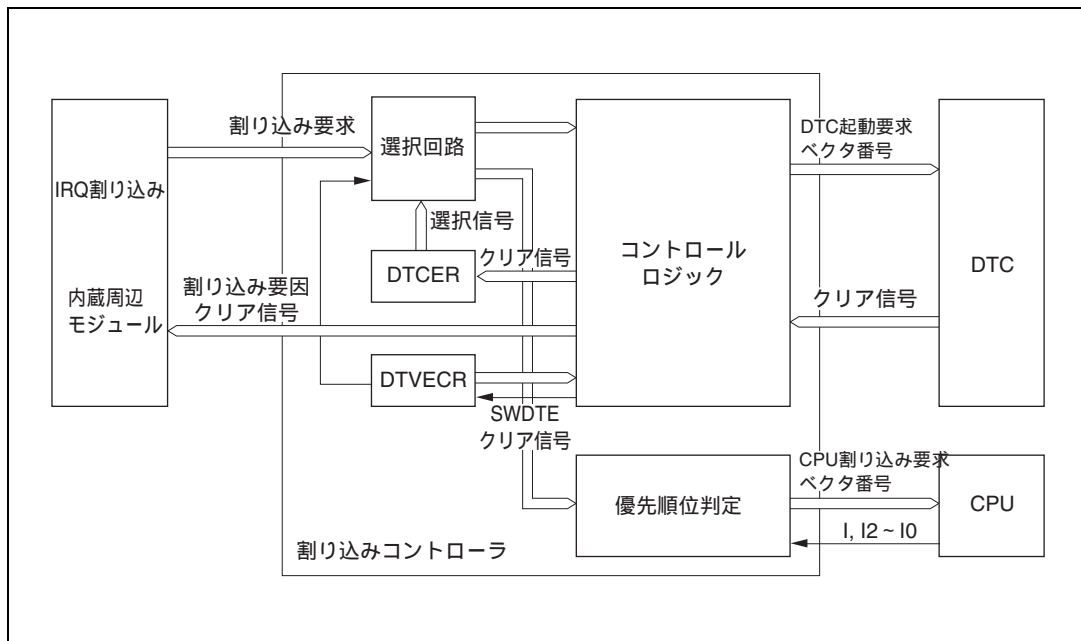 割り込み要求
IRQ割り込み
内蔵周辺
モジュール
選択回路
選択信号
DTCER
クリア信号
割り込み要因
クリア信号
DTVECR
SWDTE
クリア信号
コントロール
ロジック
DTC起動要求
ベクタ番号
DTC
クリア信号
優先順位判定
CPU割り込み要求
ベクタ番号
CPU
I, I2 ~ I0
割り込みコントローラ